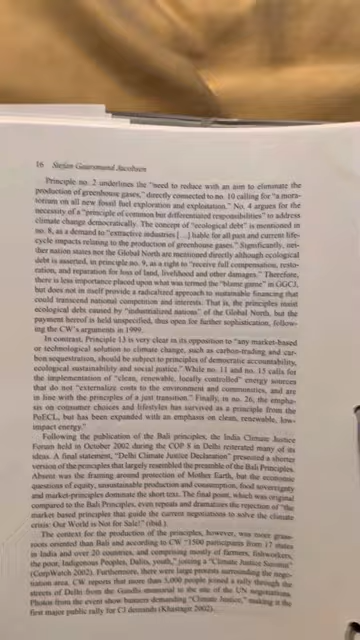 16 Stefan Gaarsmand Jacobsen
Principle no. 2 underlines the "need to reduce with an aim to eliminate the
production of greenhouse gases," directly connected to no. 10 calling for "a mora-
torium on all new fossil fuel exploration and exploitation." No. 4 argues for the
necessity of a "principle of common but differentiated responsibilities" to address
climate change democratically. The concept of "ecological debt" is mentioned in
no. 8, as a demand to "extractive industries [...] liable for all past and current life-
cycle impacts relating to the production of greenhouse gases." Significantly, nei-
ther nation states nor the Global North are mentioned directly although ecological
debt is asserted, in principle no. 9, as a right to "receive full compensation, resto-
ration, and reparation for loss of land, livelihood and other damages." Therefore,
there is less importance placed upon what was termed the "blame game" in GGCJ,
but does not in itself provide a radicalized approach to sustainable financing that
could transcend national competition and interests. That is, the principles insist
ecological debt caused by "industrialized nations" of the Global North, but the
payment hereof is held unspecified, thus open for further sophistication, follow-
ing the CW's arguments in 1999.
In contrast, Principle 13 is very clear in its opposition to "any market-based
or technological solution to climate change, such as carbon-trading and car-
bon sequestration, should be subject to principles of democratic accountability,
ecological sustainability and social justice." While no. 11 and no. 15 calls for
the implementation of "clean, renewable, locally controlled" energy sources
that do not "externalize costs to the environment and communities, and are
in line with the principles of a just transition." Finally, in no. 26, the empha-
sis on consumer choices and lifestyles has survived as a principle from the
PoECL, but has been expanded with an emphasis on clean, renewable, low-
impact energy."
Following the publication of the Bali principles, the India Climate Justice
Forum held in October 2002 during the COP 8 in Delhi reiterated many of its
ideas. A final statement, "Delhi Climate Justice Declaration" presented a shorter
version of the principles that largely resembled the preamble of the Bali Principles.
Absent was the framing around protection of Mother Earth, but the economic
questions of equity, unsustainable production and consumption, food sovereignty
and market-principles dominate the short text. The final point, which was original
compared to the Bali Principles, even repeats and dramatizes the rejection of "the
market based principles that guide the current negotiations to solve the climate
crisis: Our World is Not for Sale!" (ibid.).
The context for the production of the principles, however, was more grass-
roots oriented than Bali and according to CW "1500 participants from 17 states
in India and over 20 countries, and comprising mostly of farmers, fishworkers,
the poor, Indigenous Peoples, Dalits, youth," joining a "Climate Justice Summit"
(CorpWatch 2002). Furthermore, there were large protests surrounding the nego-
tiation area. CW reports that more than 5,000 people joined a rally through the
streets of Delhi from the Gandhi memorial to the site of the UN negotiations.
Photos from the event show banners demanding "Climate Justice," making it the
first major public rally for CJ demands (Khastagir 2002).